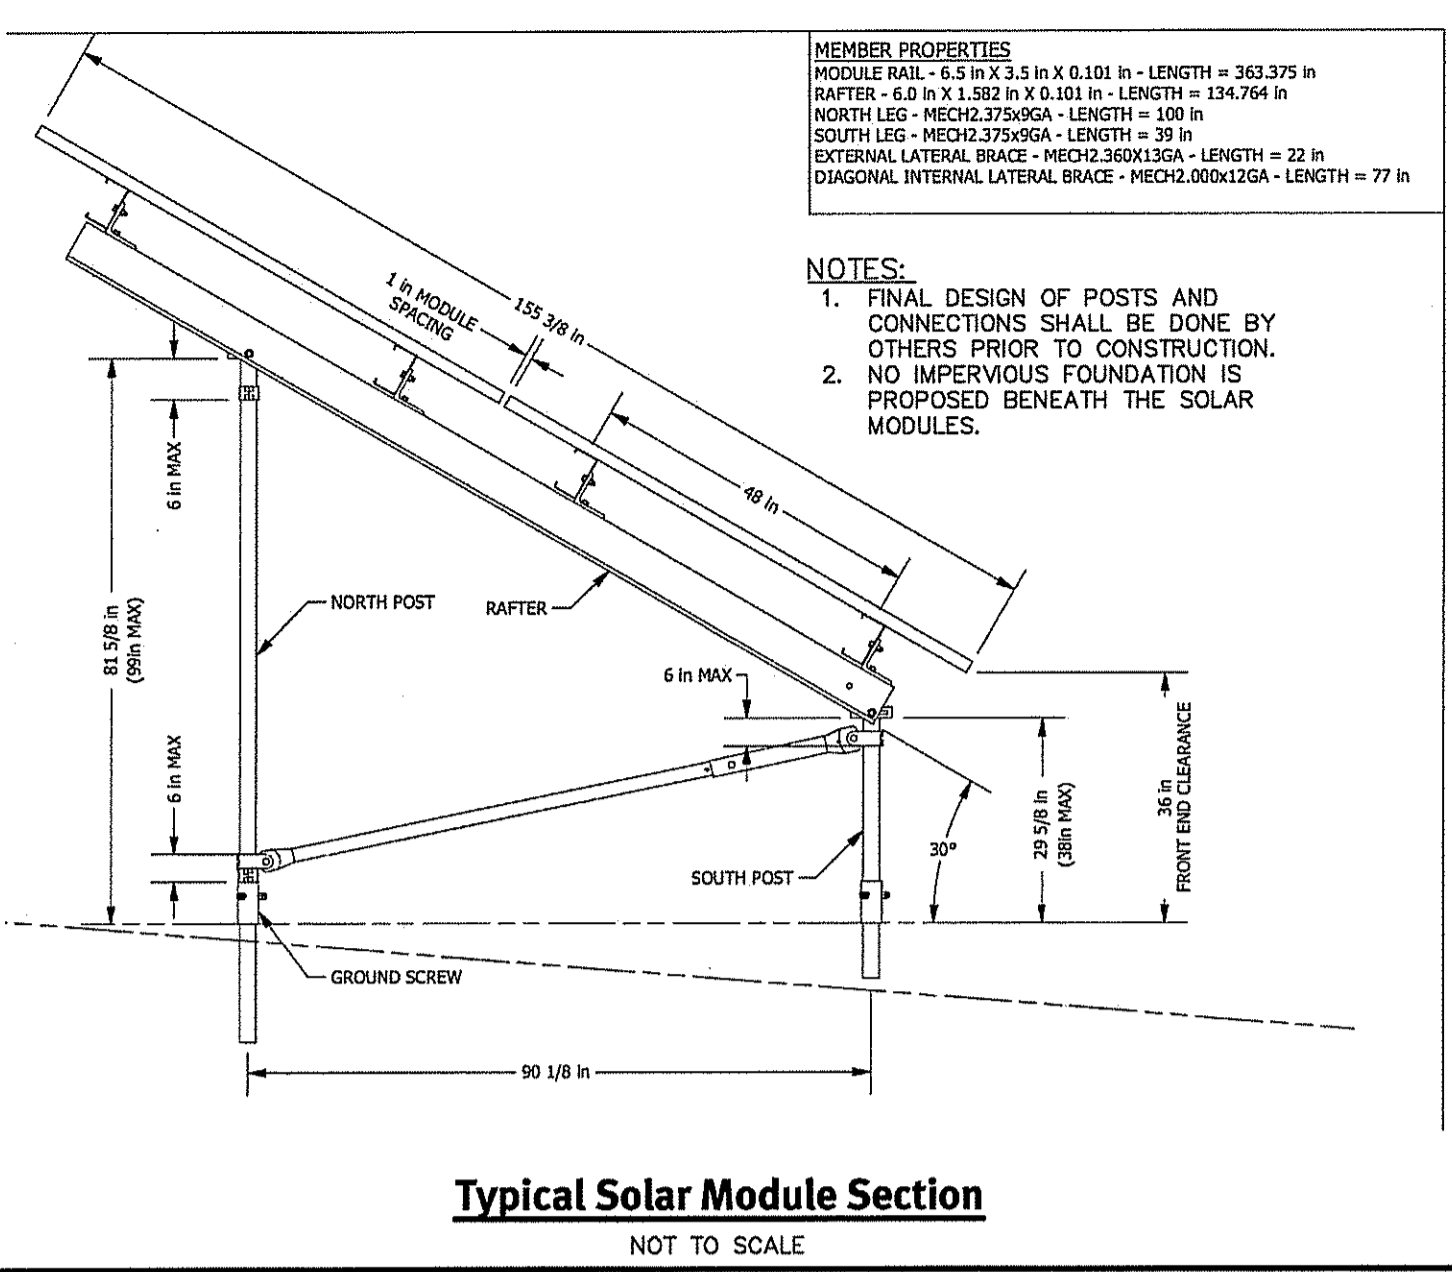 MEMBER PROPERTIES
MODULE RAIL - 6.5 in X 3.5 in X 0.101 in - LENGTH = 363.375 in
RAFTER - 6.0 in X 1.582 in X 0.101 in - LENGTH = 134.764 in
NORTH LEG - MECH2.375x9GA - LENGTH = 100 in
SOUTH LEG - MECH2.375x9GA - LENGTH = 39 in
EXTERNAL LATERAL BRACE - MECH2.360X13GA - LENGTH = 22 in
DIAGONAL INTERNAL LATERAL BRACE - MECH2.000x12GA - LENGTH = 77 in
NOTES:
1. FINAL DESIGN OF POSTS AND
CONNECTIONS SHALL BE DONE BY
OTHERS PRIOR TO CONSTRUCTION.
2. NO IMPERVIOUS FOUNDATION IS
PROPOSED BENEATH THE SOLAR
MODULES.
1 in MODULE
SPACING
155 3/8 in
48 in
6 in MAX
81 5/8 in
(99in MAX)
NORTH POST
RAFTER
6 in MAX
6 in MAX
SOUTH POST
30°
29 5/8 in
(38in MAX)
36 in
FRONT END CLEARANCE
GROUND SCREW
90 1/8 in
Typical Solar Module Section
NOT TO SCALE